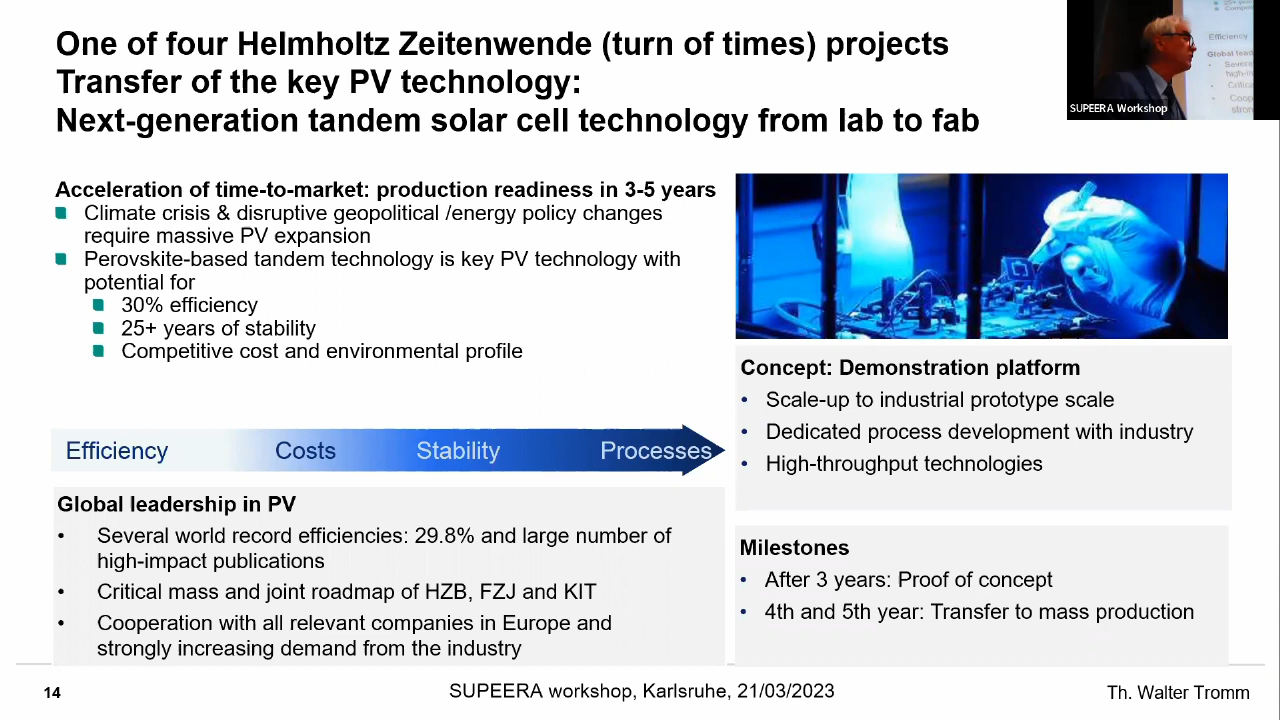 One of four Helmholtz Zeitenwende (turn of times) projects
Transfer of the key PV technology:
Next-generation tandem solar cell technology from lab to fab
SUPEERA Workshop
Efficiency
Acceleration of time-to-market: production readiness in 3-5 years
Climate crisis & disruptive geopolitical /energy policy changes
require massive PV expansion
Perovskite-based tandem technology is key PV technology with
potential for
30% efficiency
25+ years of stability
Competitive cost and environmental profile
Efficiency Costs Stability Processes
Global leadership in PV
• Several world record efficiencies: 29.8% and large number of
high-impact publications
• Critical mass and joint roadmap of HZB, FZJ and KIT
• Cooperation with all relevant companies in Europe and
strongly increasing demand from the industry
Concept: Demonstration platform
• Scale-up to industrial prototype scale
• Dedicated process development with industry
• High-throughput technologies
Milestones
• After 3 years: Proof of concept
• 4th and 5th year: Transfer to mass production
14
SUPEERA workshop, Karlsruhe, 21/03/2023
Th. Walter Tromm